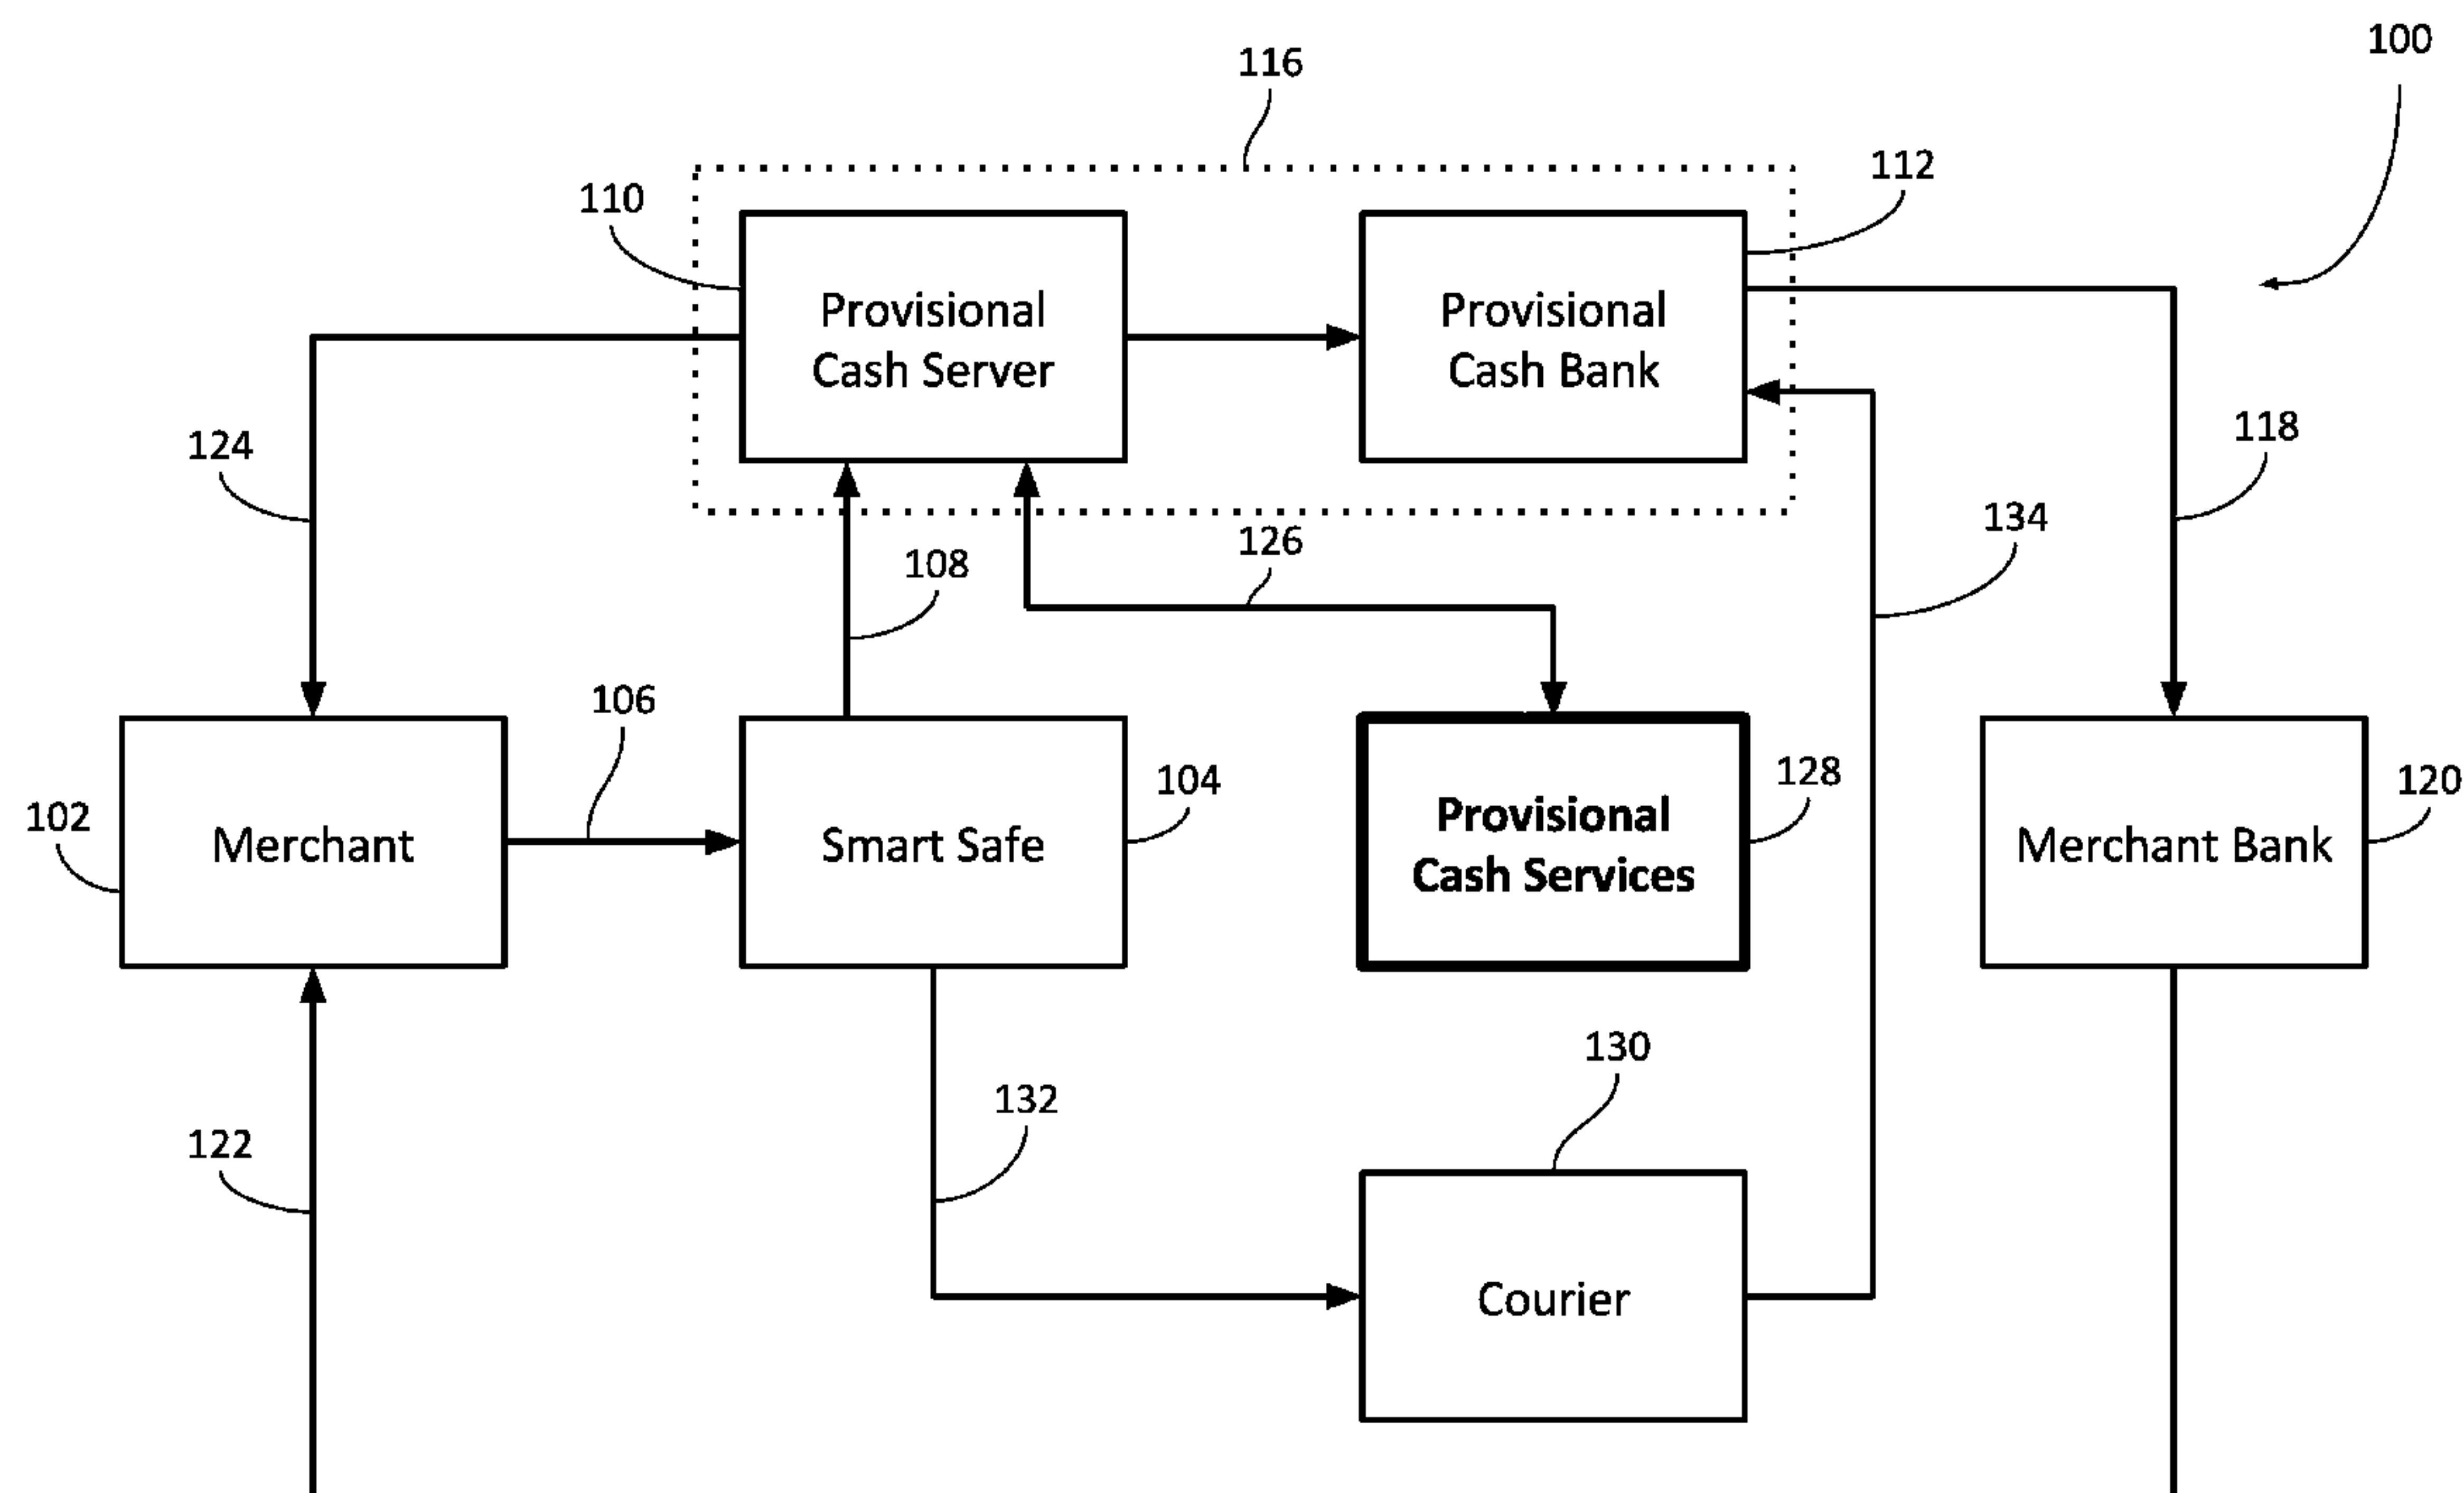 100
116
112
110
Provisional
Cash Server
Provisional
Cash Bank
124
118
134
126
108
106
102
Merchant
Smart Safe
104
Provisional
Cash Services
128
Merchant Bank
120
130
132
122
Courier